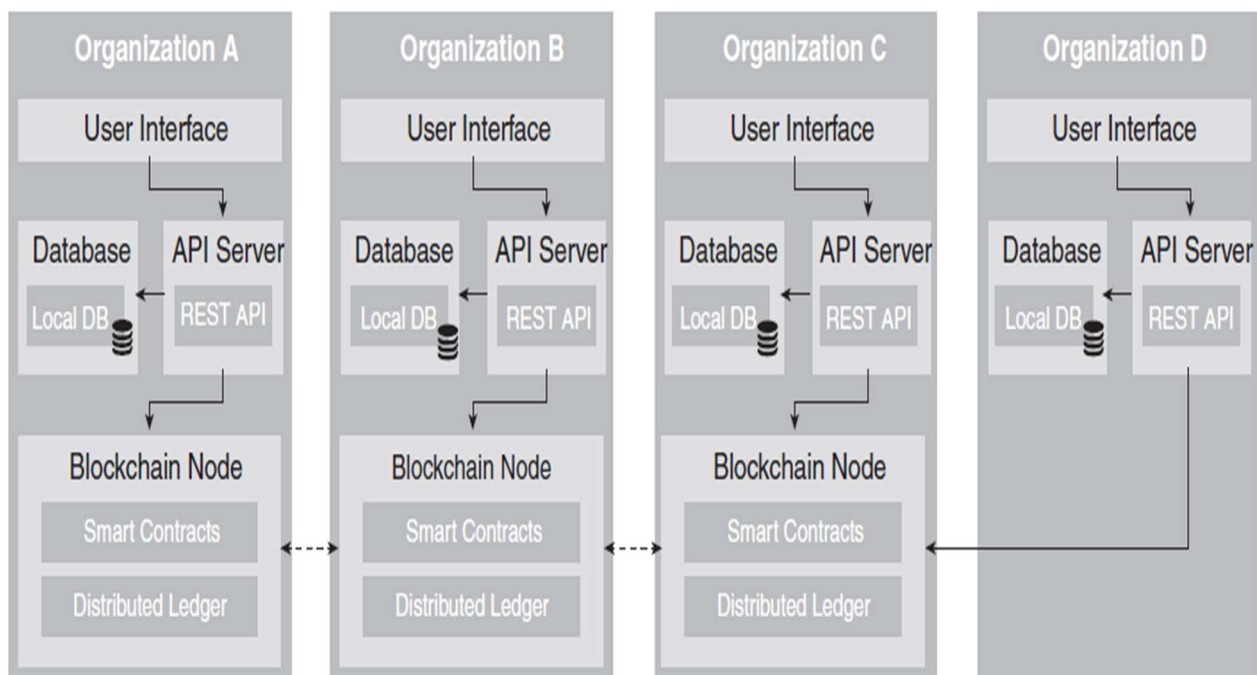 Organization A
User Interface
Database
API Server
Local DB
REST API
Blockchain Node
Smart Contracts
Distributed Ledger
Organization B
User Interface
Database
API Server
Local DB
REST API
Blockchain Node
Smart Contracts
Distributed Ledger
Organization C
User Interface
Database
API Server
Local DB
REST API
Blockchain Node
Smart Contracts
Distributed Ledger
Organization D
User Interface
Database
API Server
Local DB
REST API